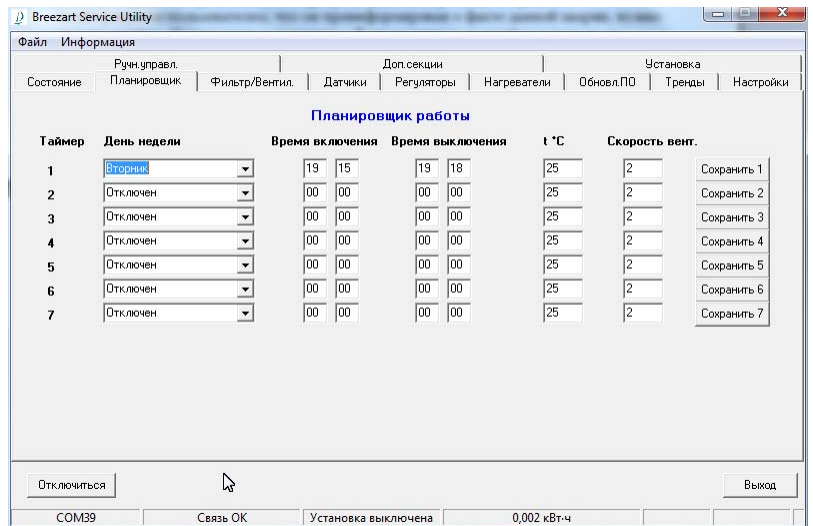 Breezart Service Utility
Файл Информация
Ручн.управл. Доп.секции Установка
Состояние Планировщик Фильтр/Вентил. Датчики Регуляторы Нагреватели Обновл.ПО Тренды Настройки
Планировщик работы
Таймер День недели Время включения Время выключения t °C Скорость вент.
1 Вторник 19 15 19 18 25 2 Сохранить 1
2 Отключен 00 00 00 00 25 2 Сохранить 2
3 Отключен 00 00 00 00 25 2 Сохранить 3
4 Отключен 00 00 00 00 25 2 Сохранить 4
5 Отключен 00 00 00 00 25 2 Сохранить 5
6 Отключен 00 00 00 00 25 2 Сохранить 6
7 Отключен 00 00 00 00 25 2 Сохранить 7
Отключиться Выход
COM39 Связь OK Установка выключена 0,002 кВт·ч